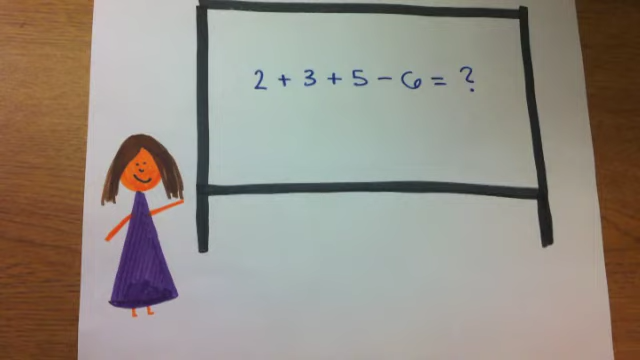 2 + 3 + 5 - 6 = ?